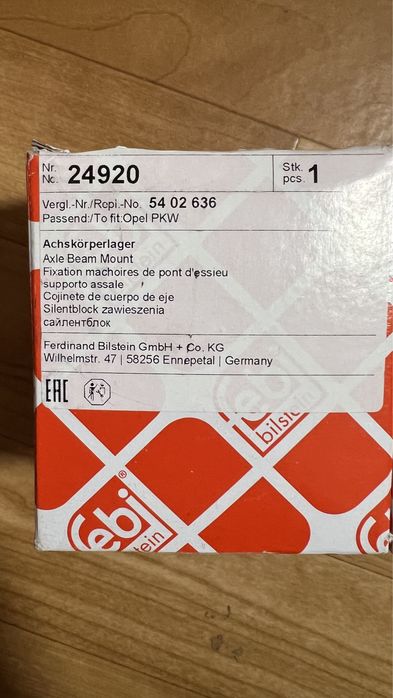 Nr.
No. 24920
Stk.
pcs. 1
Vergl.-Nr./Repl.-No. 54 02 636
Passend:/To fit:Opel PKW
Achskörperlager
Axle Beam Mount
Fixation machoires de pont d'essieu
supporto assale
Cojinete de cuerpo de eje
Silentblock zawieszenia
сайлентблок
Ferdinand Bilstein GmbH + Co. KG
Wilhelmstr. 47 | 58256 Ennepetal | Germany
EAC
febi
bilstein
febi®
bilstein